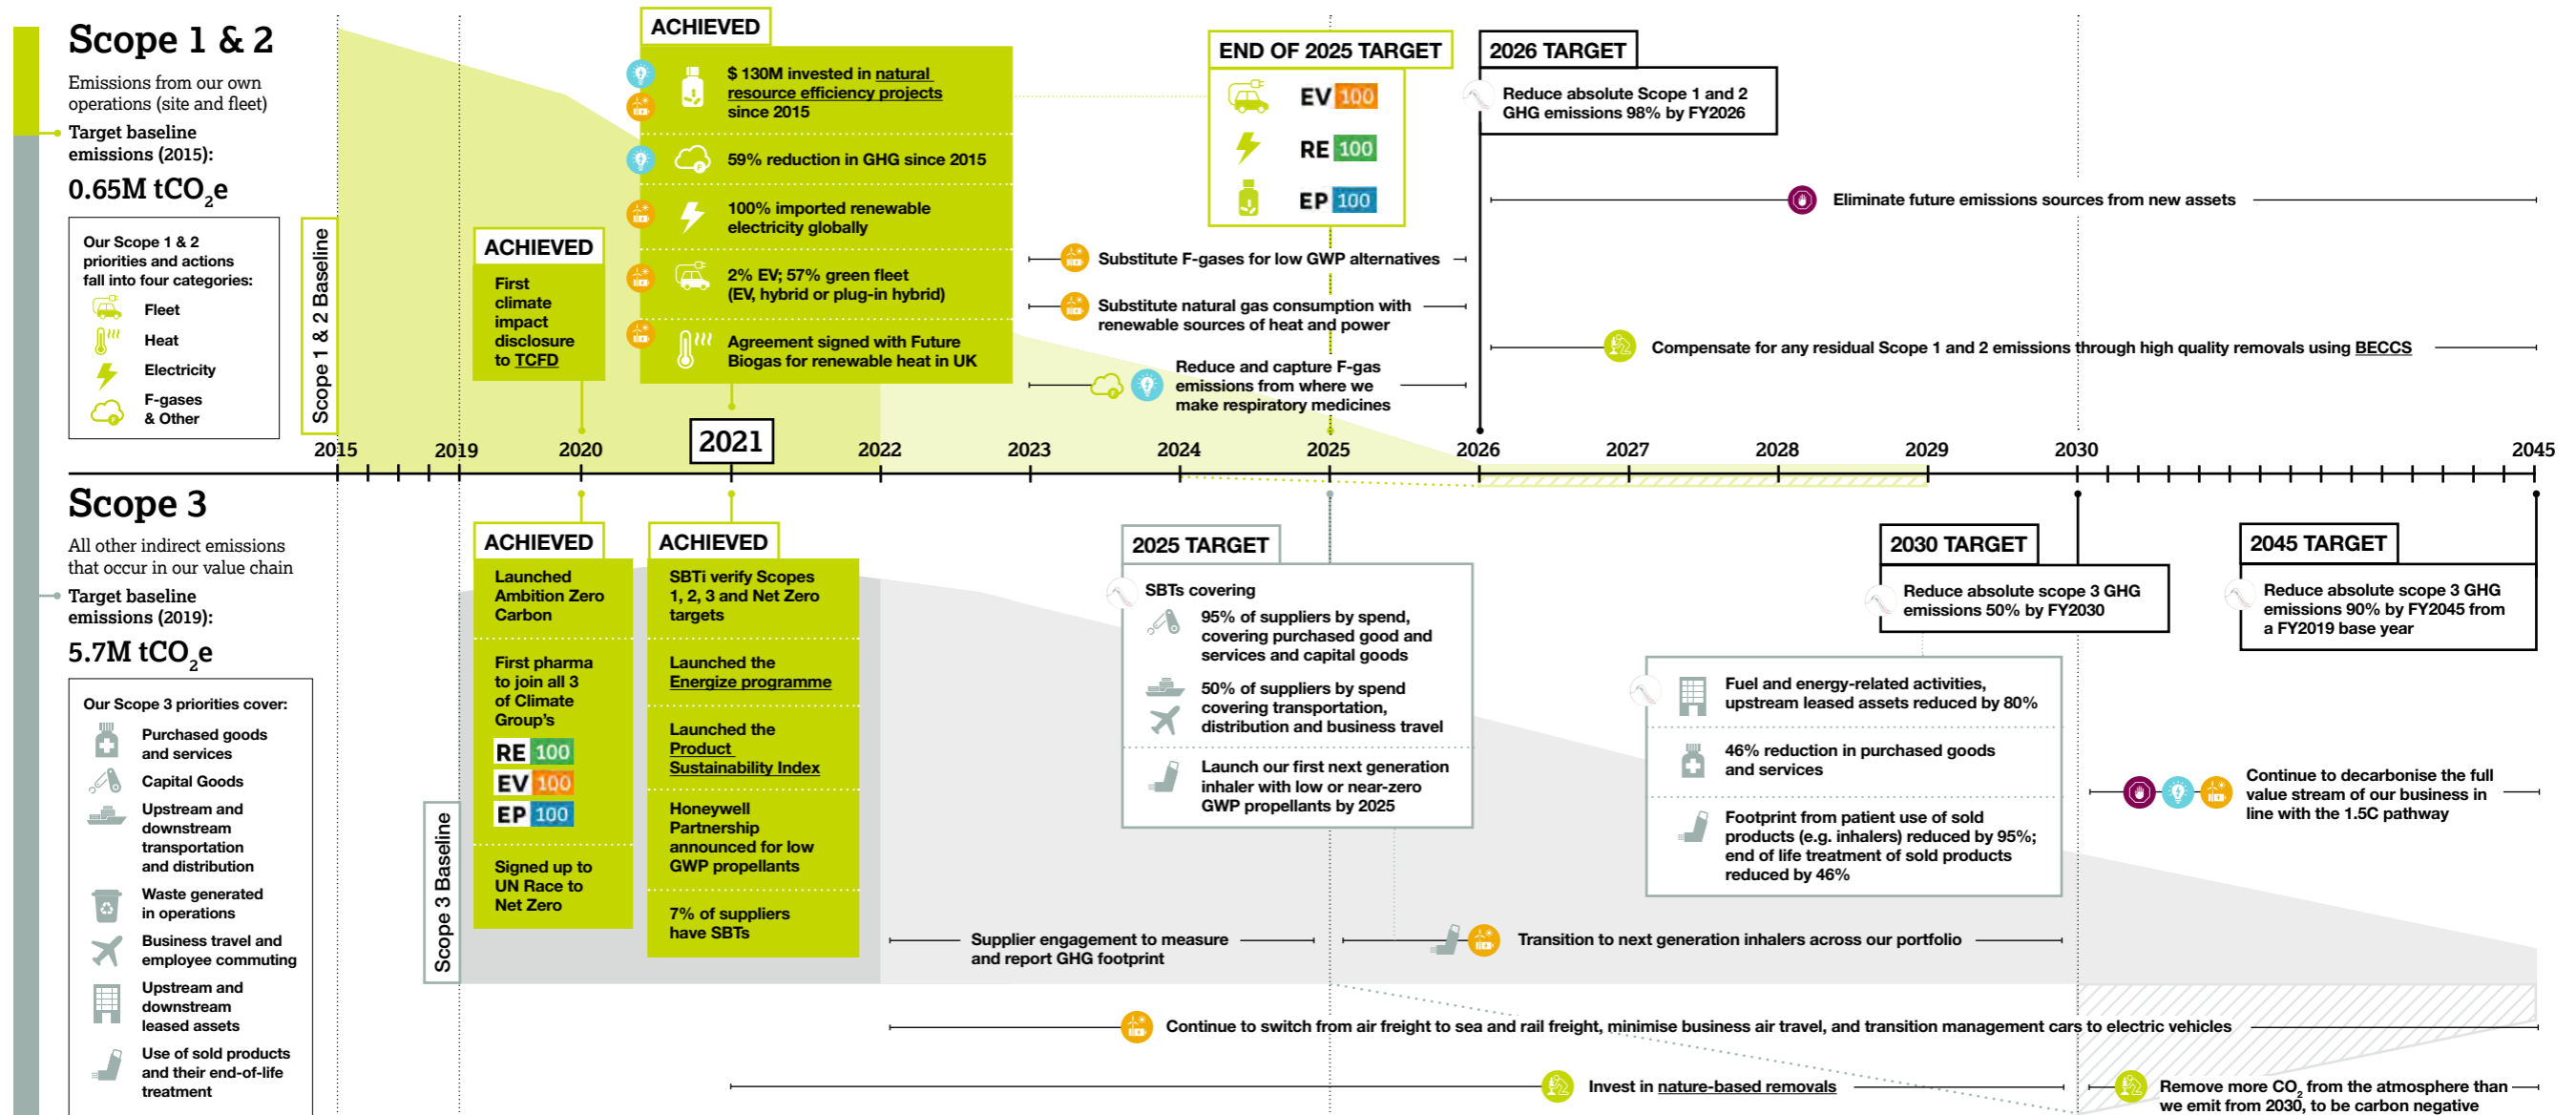 Scope 1 & 2
Emissions from our own
operations (site and fleet)
Target baseline
emissions (2015):
0.65M tCO₂e
Our Scope 1 & 2
priorities and actions
fall into four categories:
Fleet
Heat
Electricity
F-gases
& Other
Scope 1 & 2 Baseline
ACHIEVED
First
climate
impact
disclosure
to TCFD
ACHIEVED
$ 130M invested in natural
resource efficiency projects
since 2015
59% reduction in GHG since 2015
100% imported renewable
electricity globally
2% EV; 57% green fleet
(EV, hybrid or plug-in hybrid)
Agreement signed with Future
Biogas for renewable heat in UK
END OF 2025 TARGET
EV 100
RE 100
EP 100
2026 TARGET
Reduce absolute Scope 1 and 2
GHG emissions 98% by FY2026
Substitute F-gases for low GWP alternatives
Substitute natural gas consumption with
renewable sources of heat and power
Reduce and capture F-gas
emissions from where we
make respiratory medicines
Eliminate future emissions sources from new assets
Compensate for any residual Scope 1 and 2 emissions through high quality removals using BECCS
2015 2019 2020 2021 2022 2023 2024 2025 2026 2027 2028 2029 2030 2045
Scope 3
All other indirect emissions
that occur in our value chain
Target baseline
emissions (2019):
5.7M tCO₂e
Our Scope 3 priorities cover:
Purchased goods
and services
Capital Goods
Upstream and
downstream
transportation
and distribution
Waste generated
in operations
Business travel and
employee commuting
Upstream and
downstream
leased assets
Use of sold products
and their end-of-life
treatment
Scope 3 Baseline
ACHIEVED
Launched
Ambition Zero
Carbon
First pharma
to join all 3
of Climate
Group's
RE 100
EV 100
EP 100
Signed up to
UN Race to
Net Zero
ACHIEVED
SBTi verify Scopes
1, 2, 3 and Net Zero
targets
Launched the
Energize programme
Launched the
Product
Sustainability Index
Honeywell
Partnership
announced for low
GWP propellants
7% of suppliers
have SBTs
2025 TARGET
SBTs covering
95% of suppliers by spend,
covering purchased good and
services and capital goods
50% of suppliers by spend
covering transportation,
distribution and business travel
Launch our first next generation
inhaler with low or near-zero
GWP propellants by 2025
2030 TARGET
Reduce absolute scope 3 GHG
emissions 50% by FY2030
Fuel and energy-related activities,
upstream leased assets reduced by 80%
46% reduction in purchased goods
and services
Footprint from patient use of sold
products (e.g. inhalers) reduced by 95%;
end of life treatment of sold products
reduced by 46%
2045 TARGET
Reduce absolute scope 3 GHG
emissions 90% by FY2045 from
a FY2019 base year
Continue to decarbonise the full
value stream of our business in
line with the 1.5C pathway
Supplier engagement to measure
and report GHG footprint
Transition to next generation inhalers across our portfolio
Continue to switch from air freight to sea and rail freight, minimise business air travel, and transition management cars to electric vehicles
Invest in nature-based removals
Remove more CO₂ from the atmosphere than
we emit from 2030, to be carbon negative